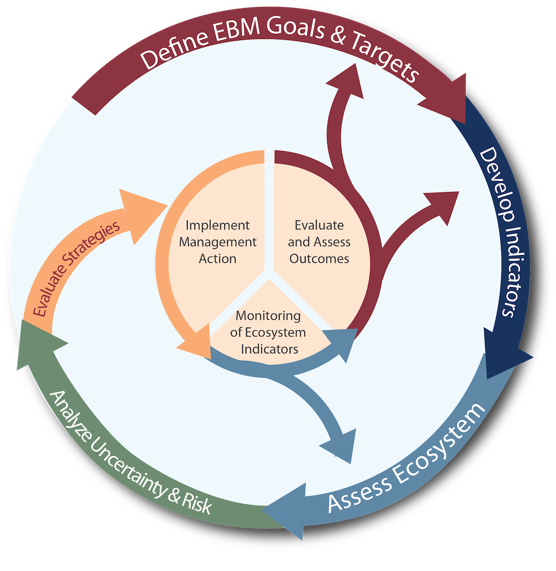 Define EBM Goals & Targets
Develop Indicators
Assess Ecosystem
Analyze Uncertainty & Risk
Evaluate Strategies
Implement
Management
Action
Evaluate
and Assess
Outcomes
Monitoring
of Ecosystem
Indicators